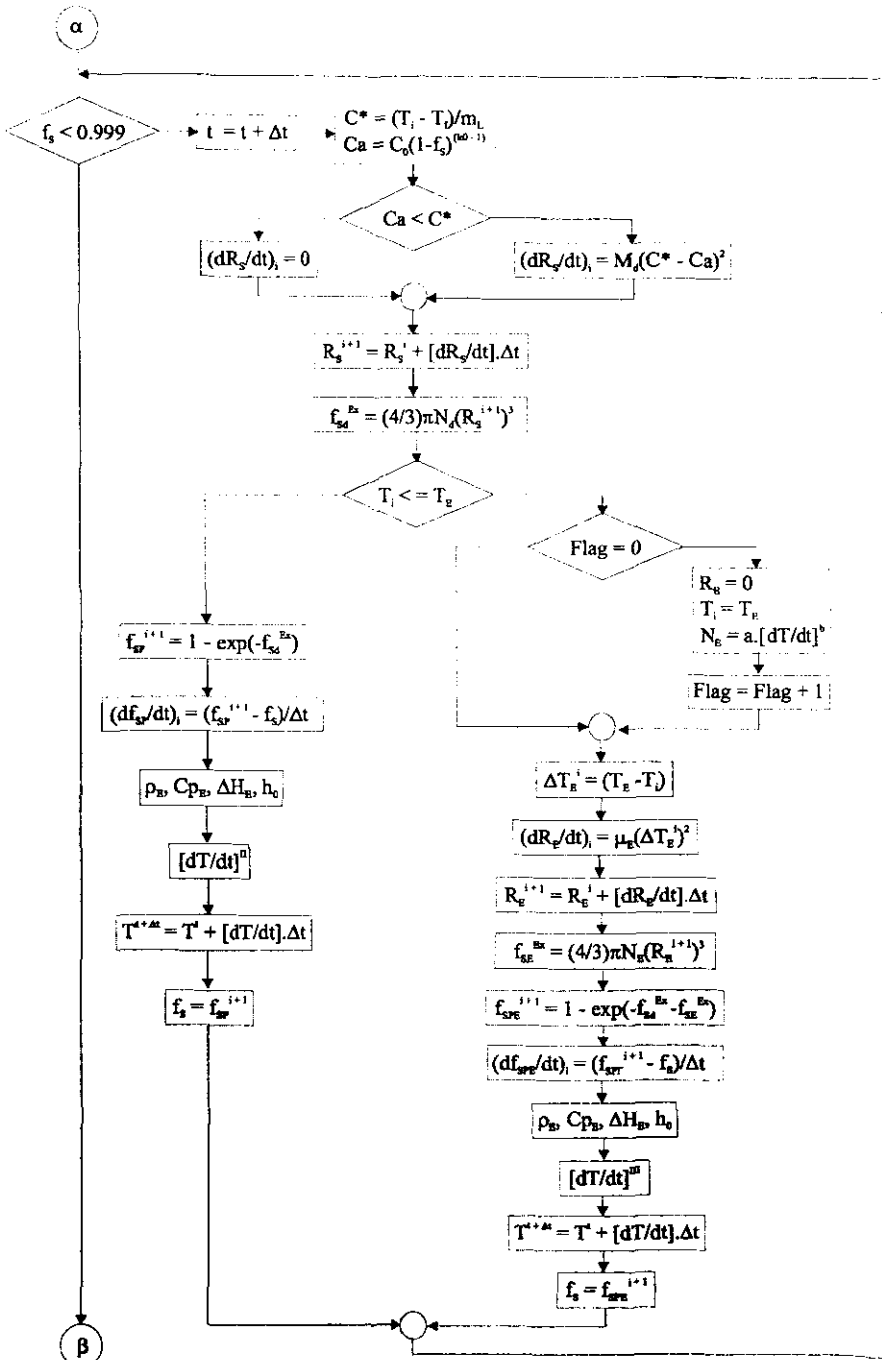 α
f_s < 0.999
t = t + Δt
C* = (T_i - T_f)/m_L
Ca = C_0(1-f_s)^(k0 - 1)
Ca < C*
(dR_S/dt)_i = 0
(dR_S/dt)_i = M_d(C* - Ca)²
R_S^{i+1} = R_S^i + [dR_S/dt].Δt
f_Sd^Ex = (4/3)πN_d(R_S^{i+1})³
T_i < = T_E
Flag = 0
R_E = 0
T_i = T_E
N_E = a.[dT/dt]^b
Flag = Flag + 1
f_SP^{i+1} = 1 - exp(-f_Sd^Ex)
(df_SP/dt)_i = (f_SP^{i+1} - f_S)/Δt
ρ_E, Cp_E, ΔH_E, h_0
[dT/dt]^II
T^{t+Δt} = T^t + [dT/dt].Δt
f_S = f_SP^{i+1}
ΔT_E^i = (T_E -T_i)
(dR_E/dt)_i = μ_E(ΔT_E^i)²
R_E^{i+1} = R_E^i + [dR_E/dt].Δt
f_SE^Ex = (4/3)πN_E(R_E^{i+1})³
f_SPE^{i+1} = 1 - exp(-f_Sd^Ex -f_SE^Ex)
(df_SPE/dt)_i = (f_SPT^{i+1} - f_S)/Δt
ρ_E, Cp_E, ΔH_E, h_0
[dT/dt]^III
T^{t+Δt} = T^t + [dT/dt].Δt
f_S = f_SPE^{i+1}
β